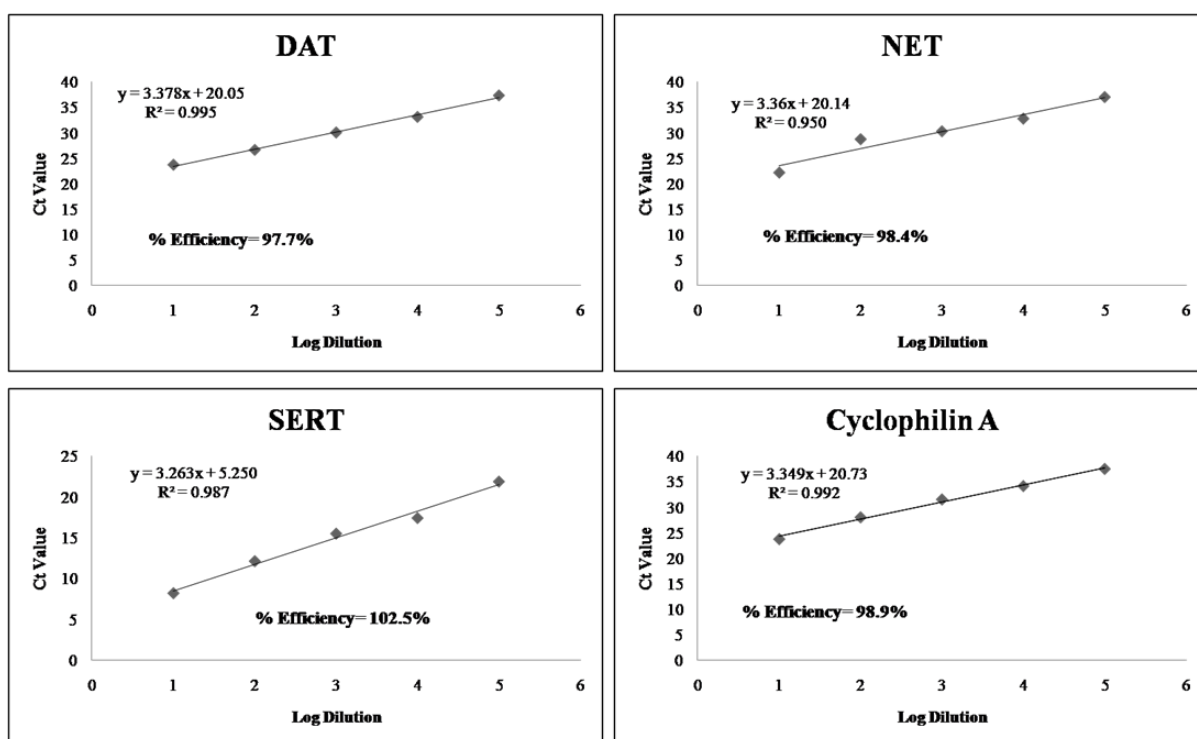 DAT
y = 3.378x + 20.05
R² = 0.995
40
35
30
25
20
15
10
5
0
Ct Value
% Efficiency= 97.7%
0 1 2 3 4 5 6
Log Dilution
NET
y = 3.36x + 20.14
R² = 0.950
40
35
30
25
20
15
10
5
0
Ct Value
% Efficiency= 98.4%
0 1 2 3 4 5 6
Log Dilution
SERT
y = 3.263x + 5.250
R² = 0.987
25
20
15
10
5
0
Ct Value
% Efficiency= 102.5%
0 1 2 3 4 5 6
Log Dilution
Cyclophilin A
y = 3.349x + 20.73
R² = 0.992
40
35
30
25
20
15
10
5
0
Ct Value
% Efficiency= 98.9%
0 1 2 3 4 5 6
Log Dilution